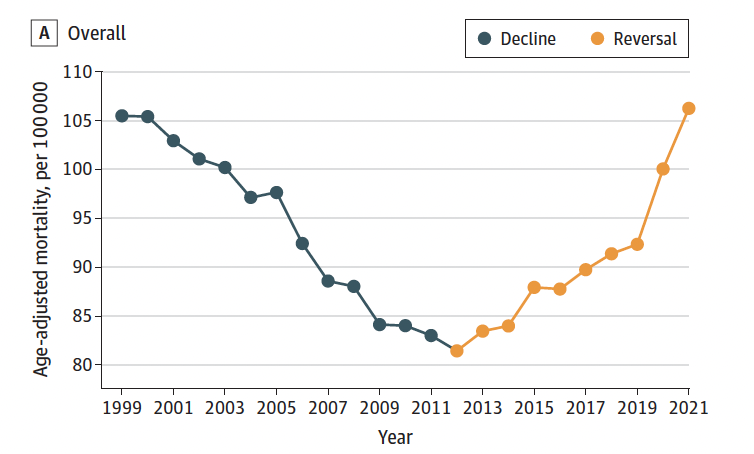 A Overall
Decline Reversal
Age-adjusted mortality, per 100 000
110
105
100
95
90
85
80
1999 2001 2003 2005 2007 2009 2011 2013 2015 2017 2019 2021
Year